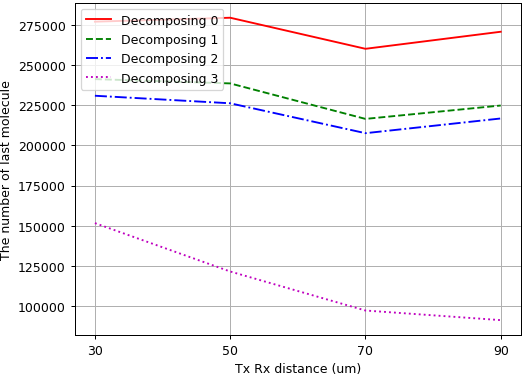 Decomposing 0
Decomposing 1
Decomposing 2
Decomposing 3
275000
250000
225000
200000
175000
150000
125000
100000
The number of last molecule
30 50 70 90
Tx Rx distance (um)